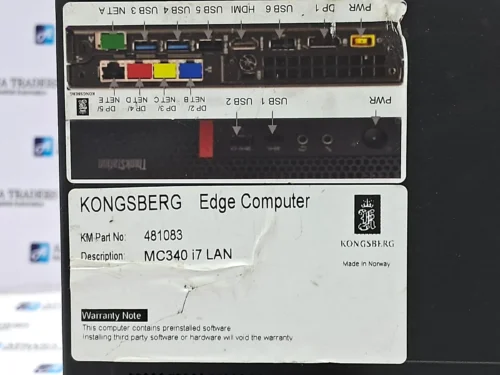 PWR
DP 1
USB 6
HDMI
USB 5
USB 4
USB 3
NET A
DP 2/
NET B
DP 3/
NET C
DP 4/
NET D
DP 5/
NET E
KONGSBERG
PWR
USB 1
USB 2
ThinkStation
KONGSBERG Edge Computer
KM Part No: 481083
Description: MC340 i7 LAN
KONGSBERG
Made in Norway
Warranty Note
This computer contains preinstalled software
Installing third party software or hardware will void the warranty